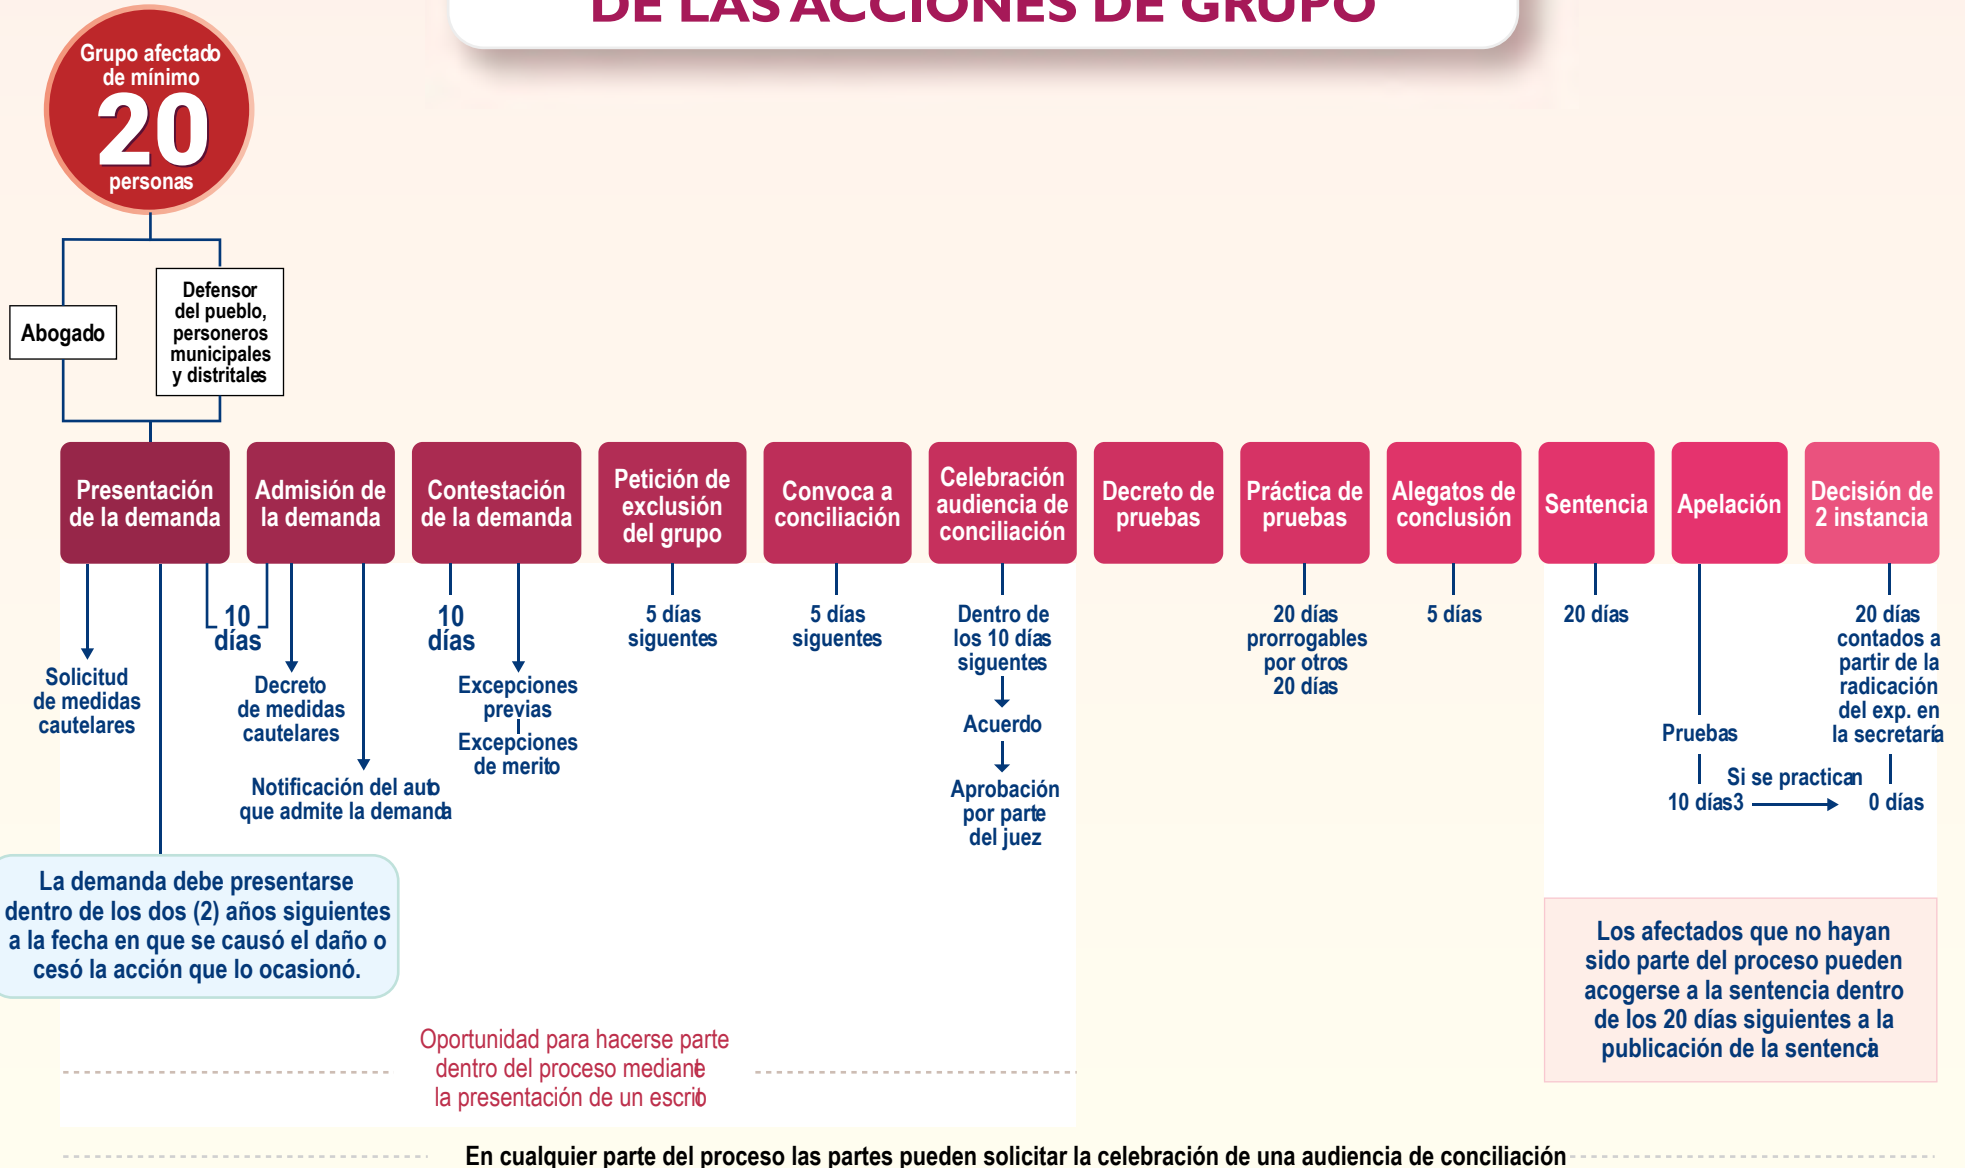 DE LAS ACCIONES DE GRUPO
Grupo afectado
de mínimo
20
personas
Abogado
Defensor
del pueblo,
personeros
municipales
y distritales
Presentación
de la demanda
Admisión de
la demanda
Contestación
de la demanda
Petición de
exclusión
del grupo
Convoca a
conciliación
Celebración
audiencia de
conciliación
Decreto de
pruebas
Práctica de
pruebas
Alegatos de
conclusión
Sentencia
Apelación
Decisión de
2 instancia
Solicitud
de medidas
cautelares
10
días
Decreto
de medidas
cautelares
Notificación del auto
que admite la demanda
10
días
Excepciones
previas
Excepciones
de merito
5 días
siguentes
5 días
siguentes
Dentro de
los 10 días
siguentes
Acuerdo
Aprobación
por parte
del juez
20 días
prorrogables
por otros
20 días
5 días
20 días
Pruebas
10 días3
Si se practican
20 días
contados a
partir de la
radicación
del exp. en
la secretaría
0 días
La demanda debe presentarse
dentro de los dos (2) años siguientes
a la fecha en que se causó el daño o
cesó la acción que lo ocasionó.
Los afectados que no hayan
sido parte del proceso pueden
acogerse a la sentencia dentro
de los 20 días siguientes a la
publicación de la sentencia
Oportunidad para hacerse parte
dentro del proceso mediante
la presentación de un escrito
En cualquier parte del proceso las partes pueden solicitar la celebración de una audiencia de conciliación